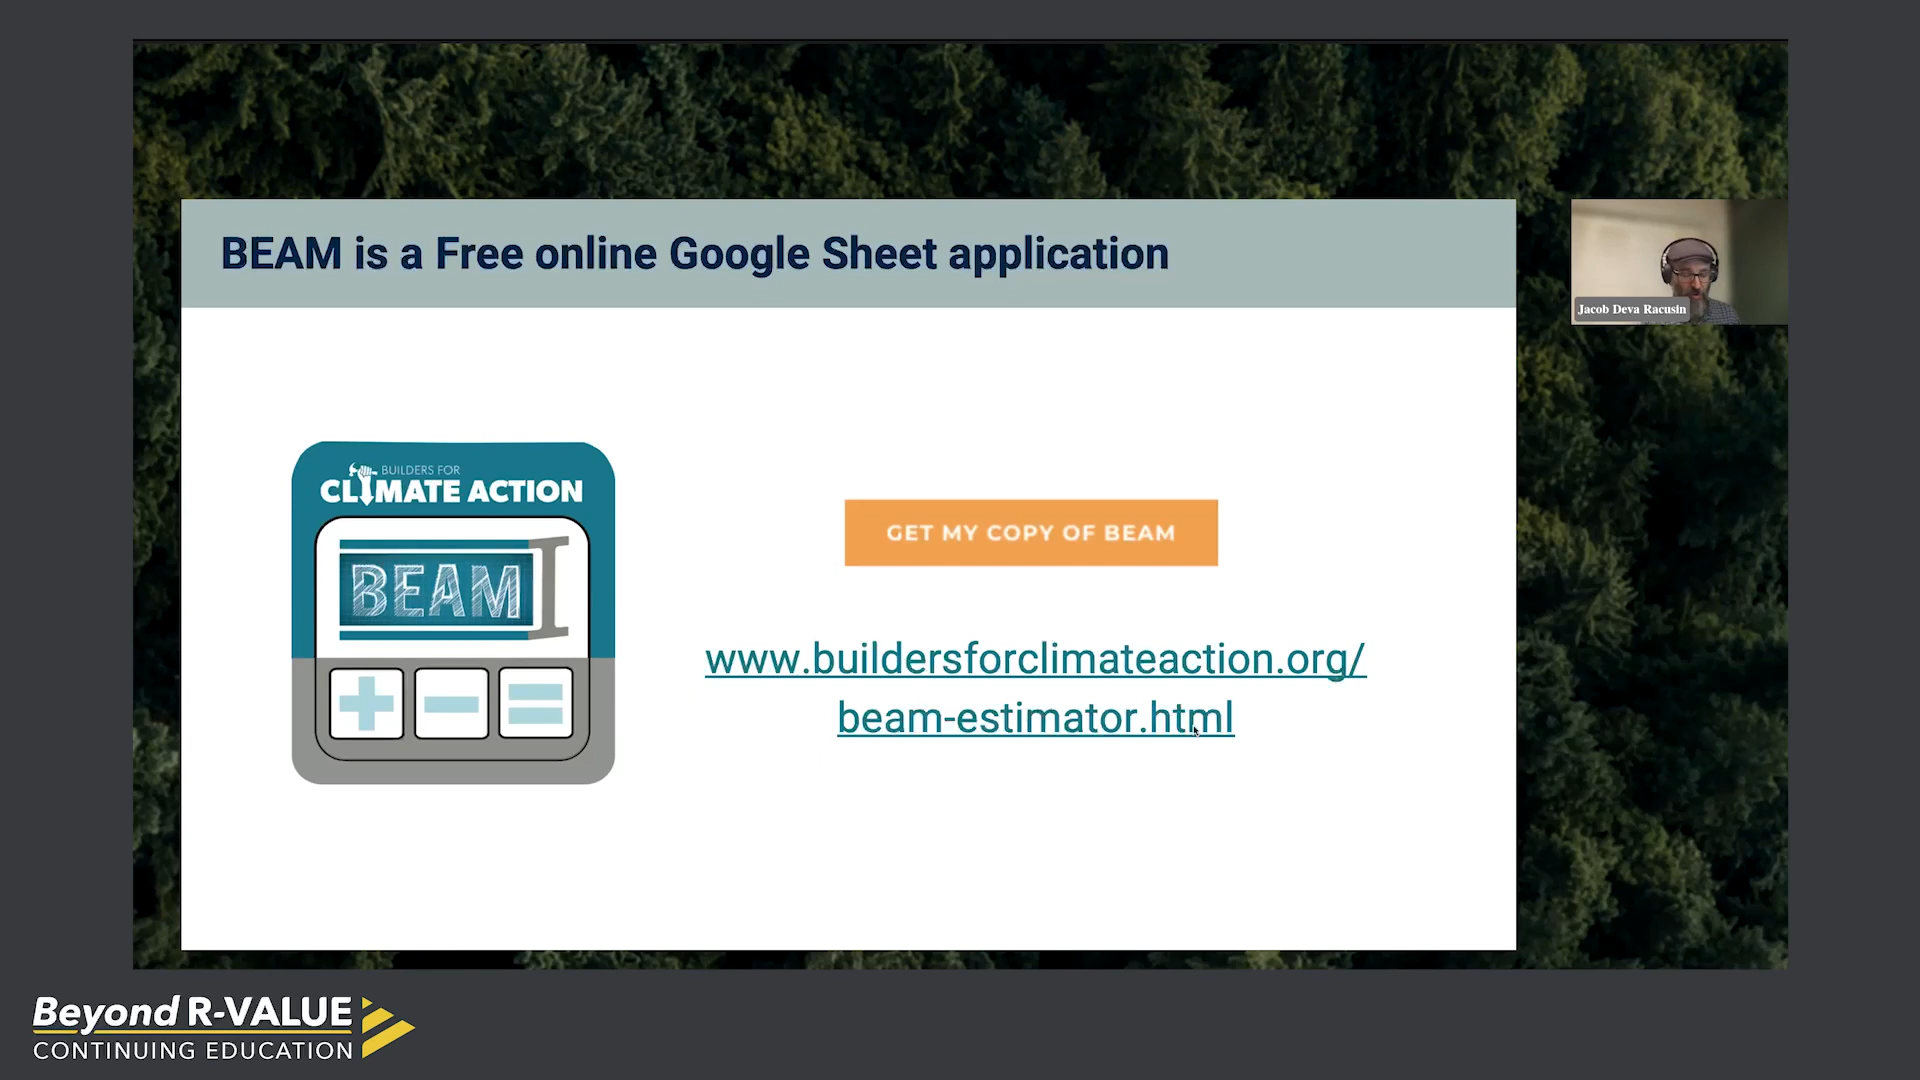 BEAM is a Free online Google Sheet application
Jacob Deva Racusin
BUILDERS FOR
CLIMATE ACTION
BEAM
GET MY COPY OF BEAM
www.buildersforclimateaction.org/
beam-estimator.html
Beyond R-VALUE
CONTINUING EDUCATION